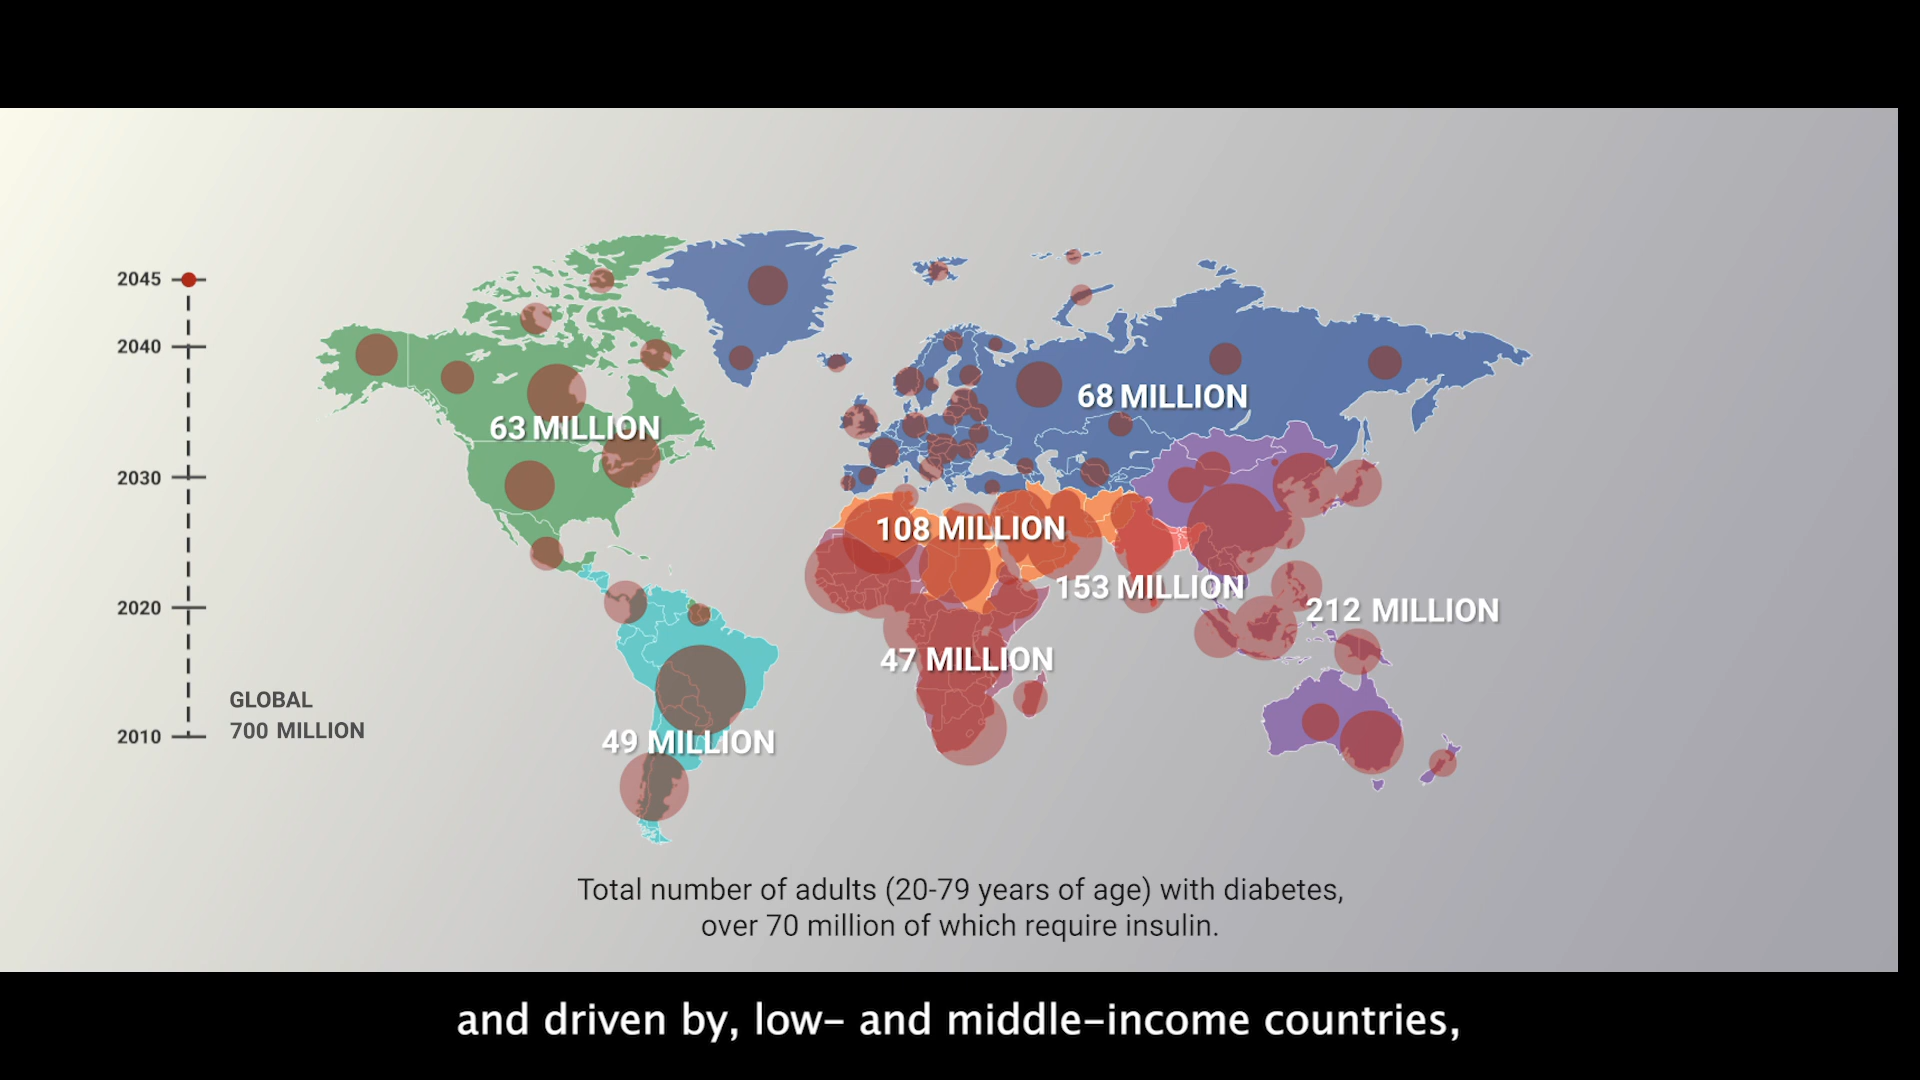 2045
2040
68 MILLION
63 MILLION
2030
108 MILLION
153 MILLION
2020
212 MILLION
47 MILLION
GLOBAL
700 MILLION
2010
49 MILLION
Total number of adults (20-79 years of age) with diabetes,
over 70 million of which require insulin.
and driven by, low- and middle-income countries,